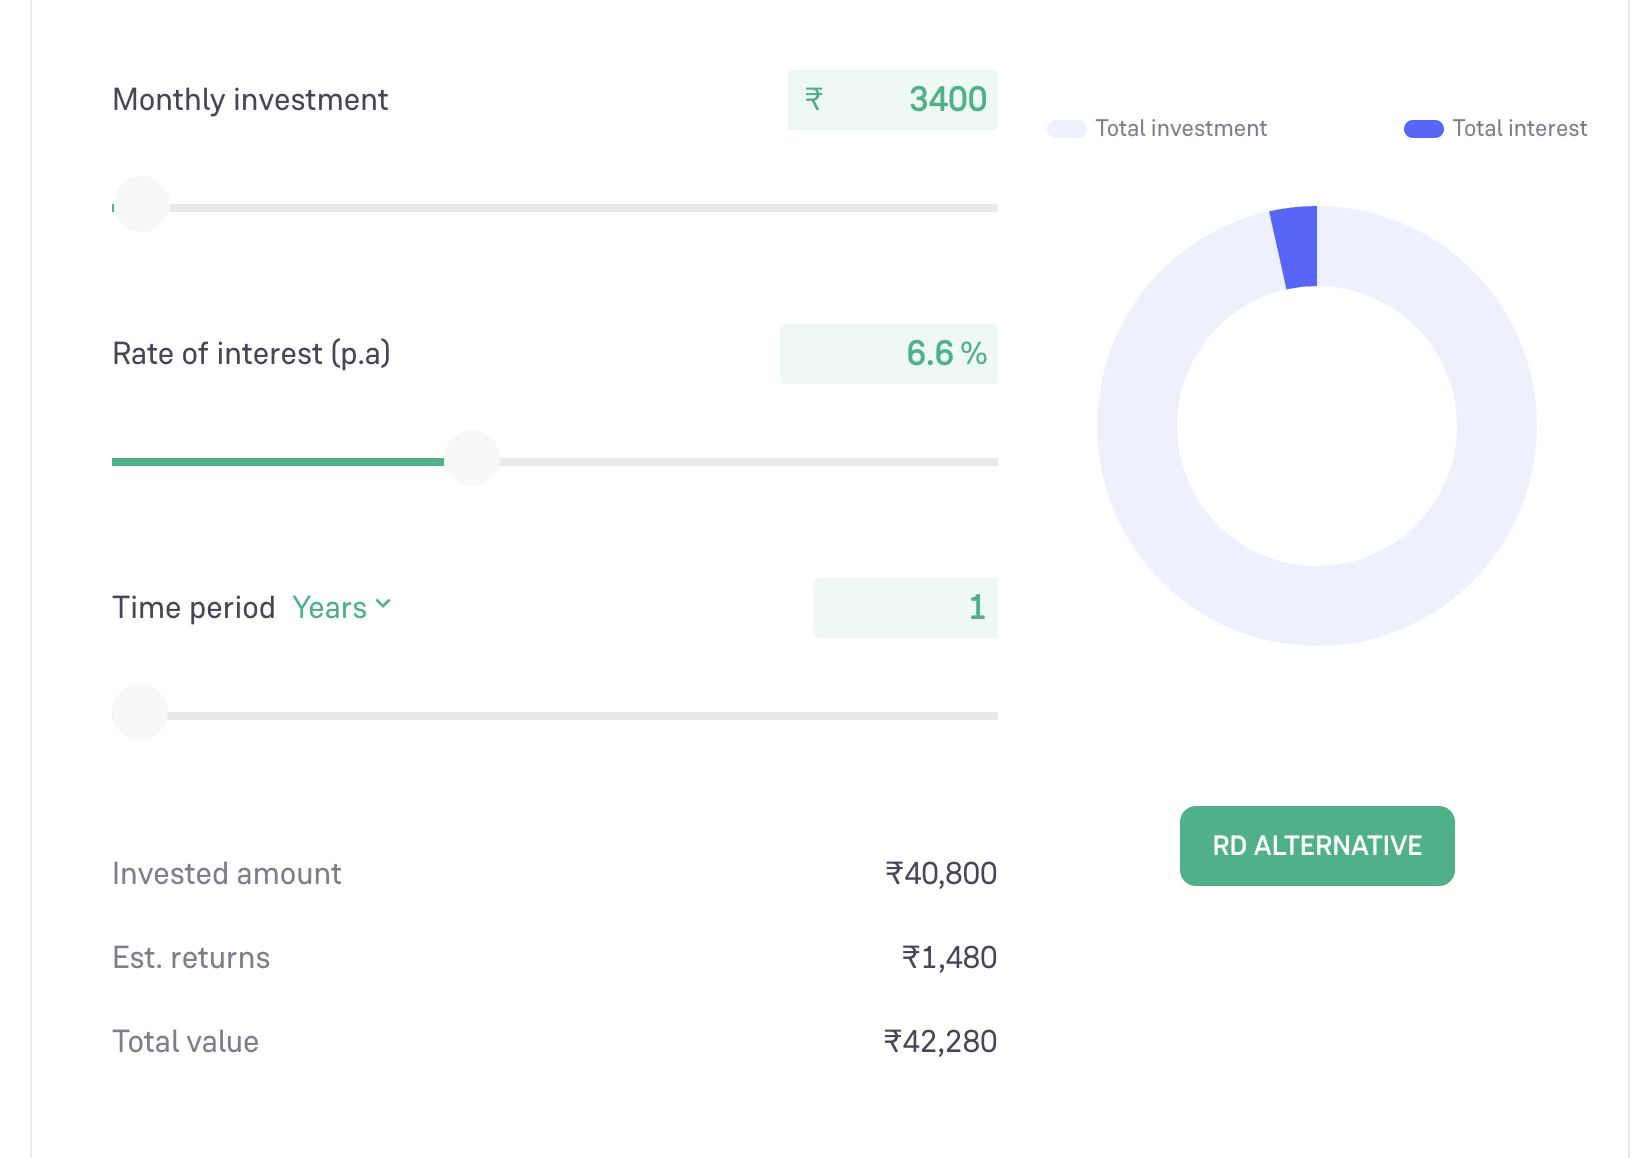 Monthly investment
₹ 3400
Total investment
Total interest
Rate of interest (p.a)
6.6 %
Time period Years
1
RD ALTERNATIVE
Invested amount
₹40,800
Est. returns
₹1,480
Total value
₹42,280